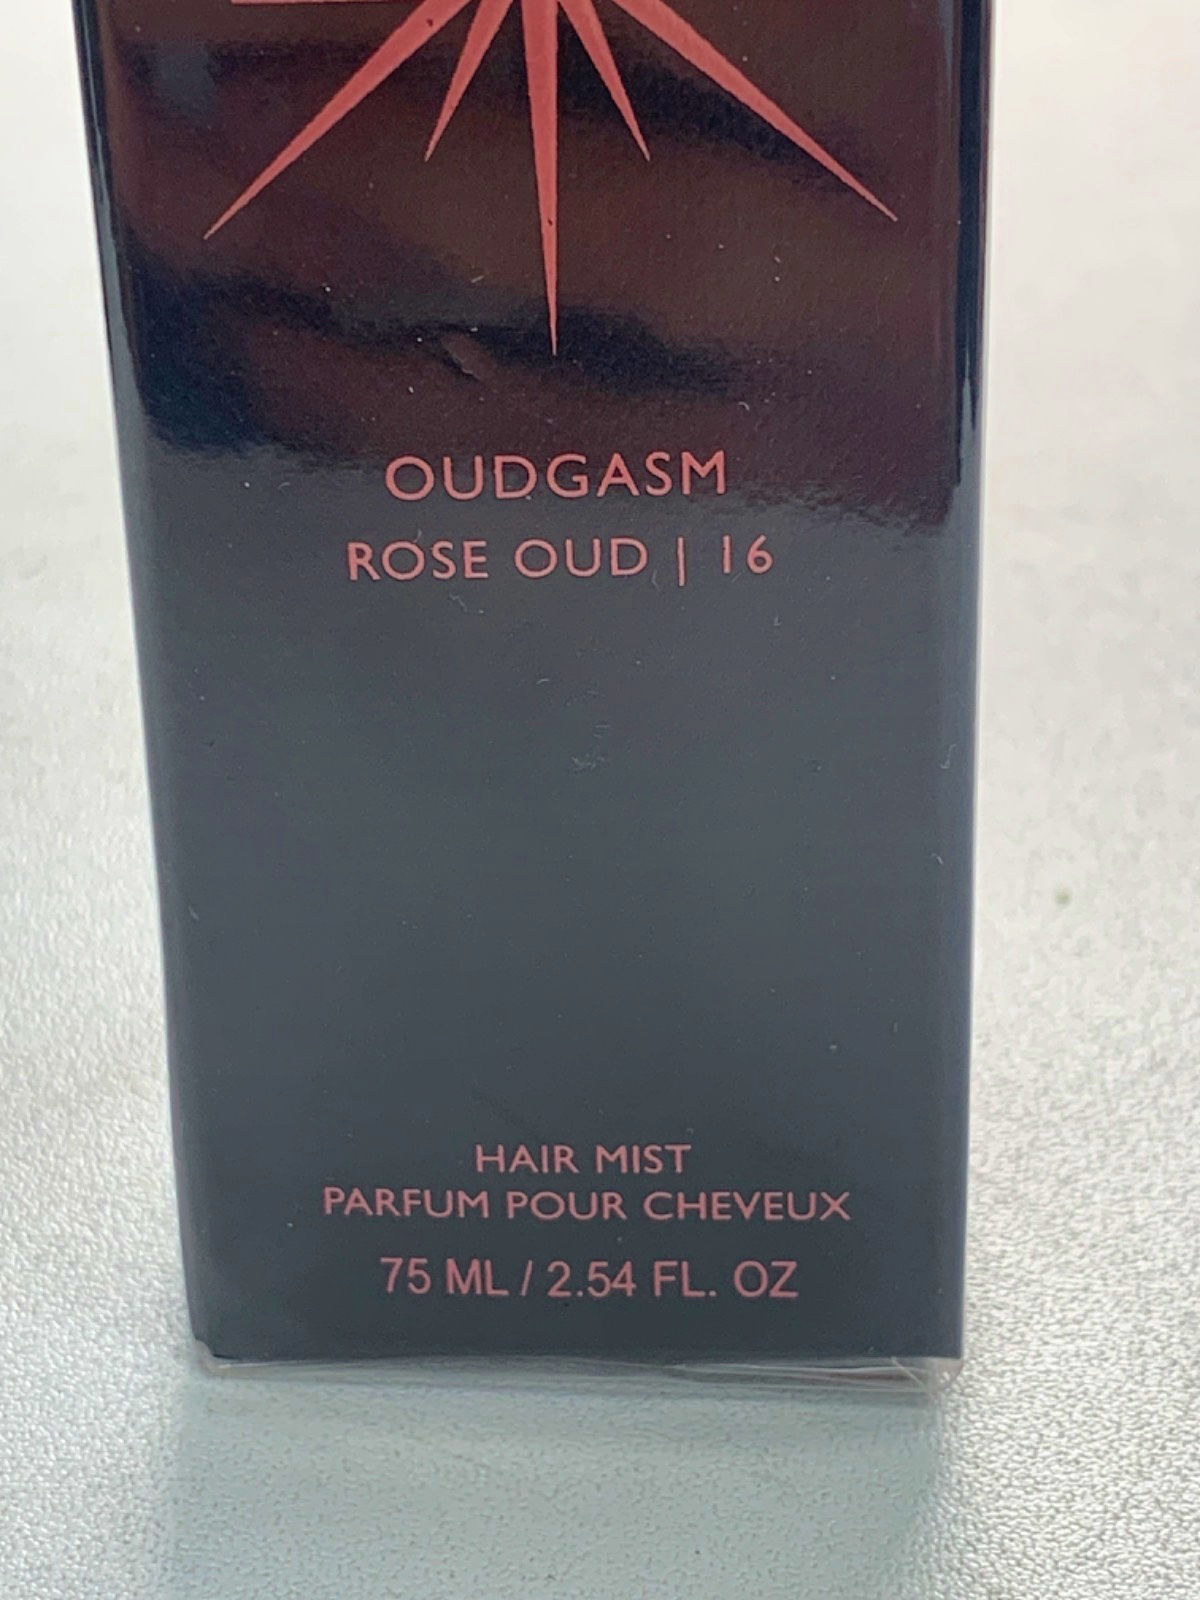 OUDGASM
ROSE OUD | 16
HAIR MIST
PARFUM POUR CHEVEUX
75 ML / 2.54 FL. OZ